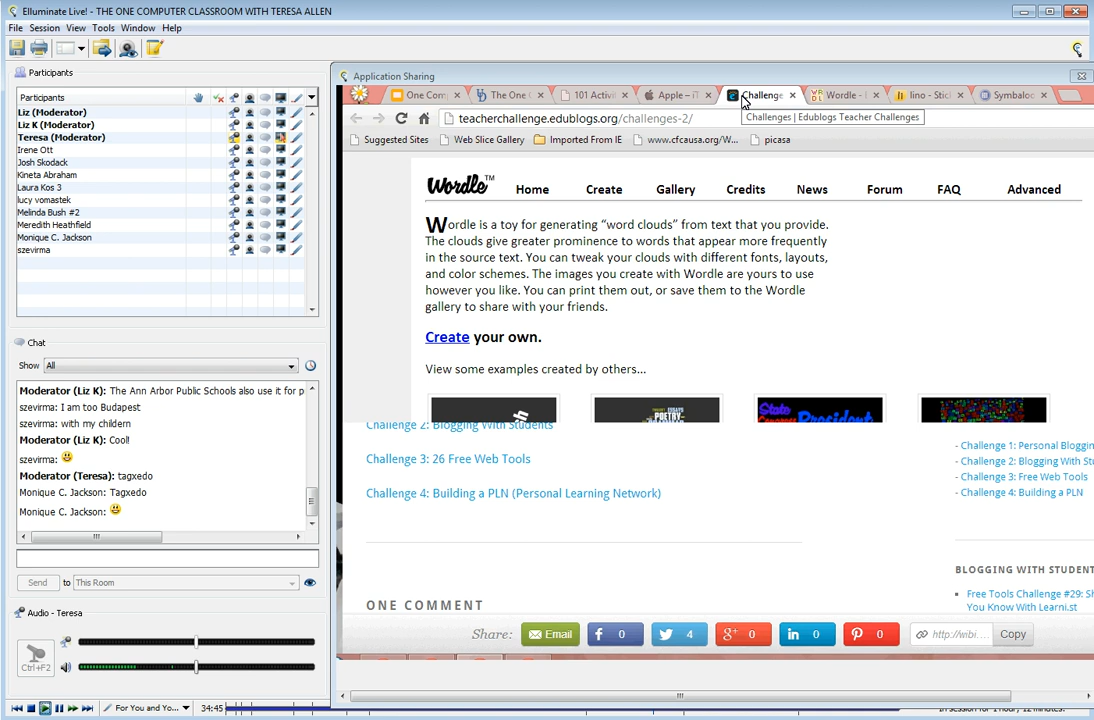 Elluminate Live! - THE ONE COMPUTER CLASSROOM WITH TERESA ALLEN
File Session View Tools Window Help
Participants
Participants
Liz (Moderator)
Liz K (Moderator)
Teresa (Moderator)
Irene Ott
Josh Skodack
Kineta Abraham
Laura Kos 3
lucy vomastek
Melinda Bush #2
Meredith Heathfield
Monique C. Jackson
szevirma
Chat
Show All
Moderator (Liz K): The Ann Arbor Public Schools also use it for p
szevirma: I am too Budapest
szevirma: with my childern
Moderator (Liz K): Cool!
szevirma:
Moderator (Teresa): tagxedo
Monique C. Jackson: Tagxedo
Monique C. Jackson:
Send to This Room
Audio - Teresa
Ctrl+F2
For You and Yo... 34:45
Application Sharing
One Com
The One
101 Activi
Apple – iT
Challenge
Wordle -
lino - Stic
Symbaloo
teacherchallenge.edublogs.org/challenges-2/
Challenges | Edublogs Teacher Challenges
Suggested Sites Web Slice Gallery Imported From IE www.cfcausa.org/W... picasa
Wordle™ Home Create Gallery Credits News Forum FAQ Advanced
Wordle is a toy for generating “word clouds” from text that you provide.
The clouds give greater prominence to words that appear more frequently
in the source text. You can tweak your clouds with different fonts, layouts,
and color schemes. The images you create with Wordle are yours to use
however you like. You can print them out, or save them to the Wordle
gallery to share with your friends.
Create your own.
View some examples created by others...
ESSAYS
POETRY
State
President
Challenge 2: Blogging With Students
Challenge 3: 26 Free Web Tools
Challenge 4: Building a PLN (Personal Learning Network)
- Challenge 1: Personal Bloggin
- Challenge 2: Blogging With Stu
- Challenge 3: Free Web Tools
- Challenge 4: Building a PLN
BLOGGING WITH STUDENT
Free Tools Challenge #29: Sh
You Know With Learni.st
ONE COMMENT
Share: Email 0 4 0 0 0 http://wibi.... Copy